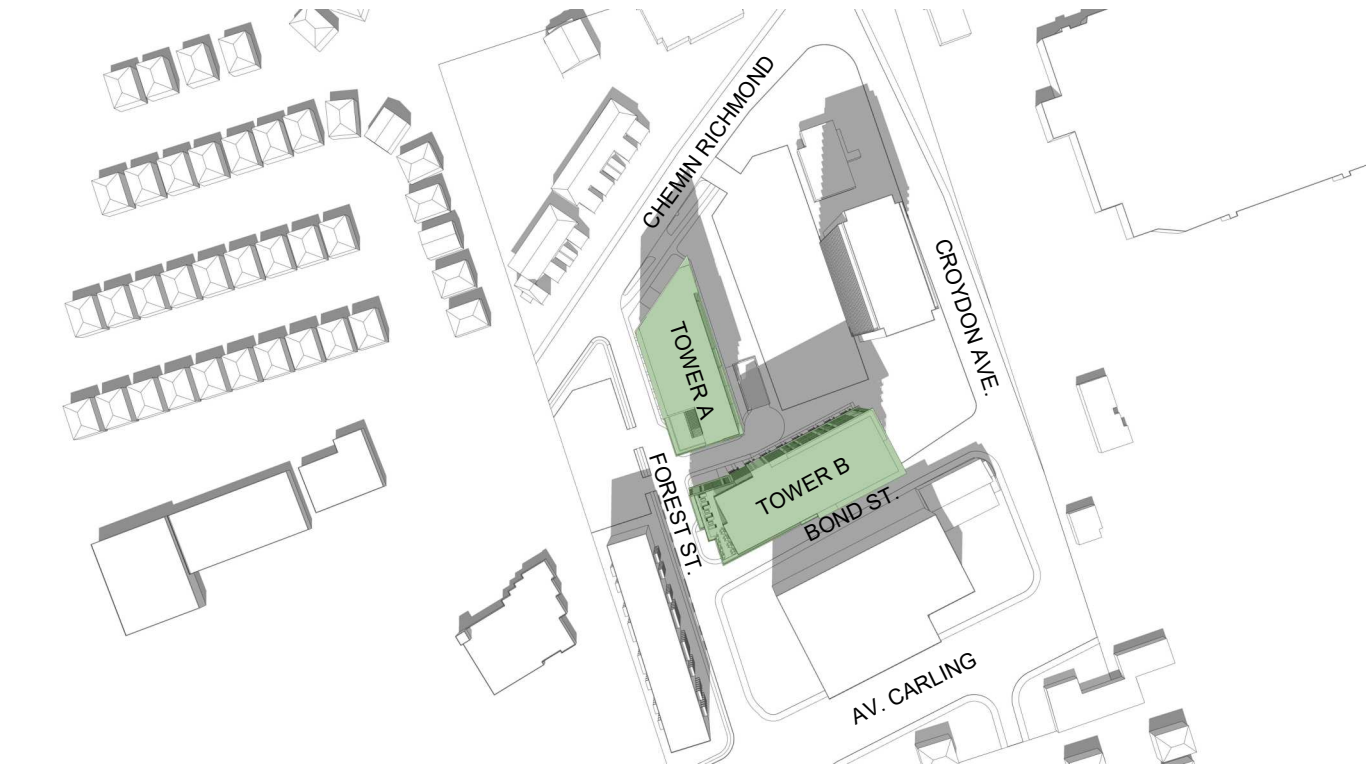 CHEMIN RICHMOND
CROYDON AVE.
TOWER A
FOREST ST.
TOWER B
BOND ST.
AV. CARLING